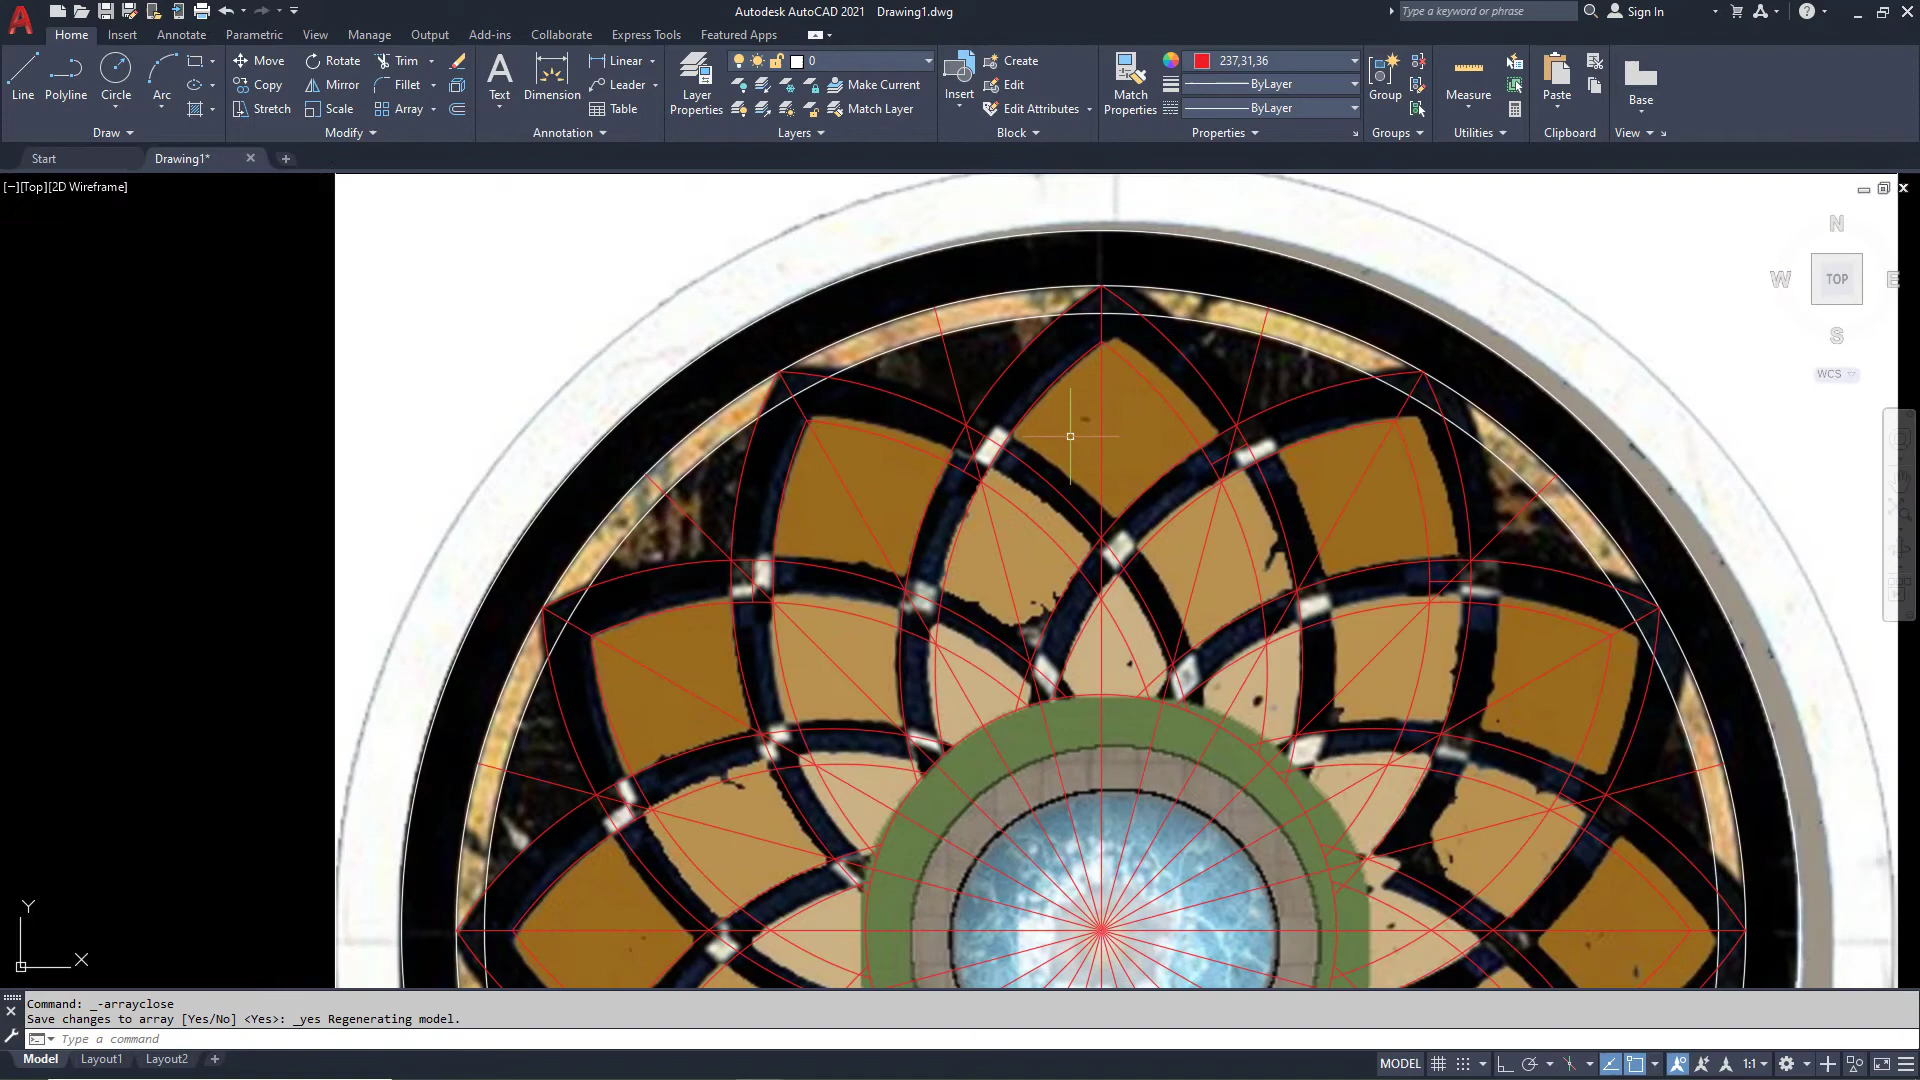 Autodesk AutoCAD 2021 Drawing1.dwg
Type a keyword or phrase
Sign In
Home Insert Annotate Parametric View Manage Output Add-ins Collaborate Express Tools Featured Apps
Line Polyline Circle Arc
Move Rotate Trim
Copy Mirror Fillet
Stretch Scale Array
Text Dimension
Linear
Leader
Table
Layer Properties
0
Make Current
Match Layer
Insert
Create
Edit
Edit Attributes
Match Properties
237,31,36
ByLayer
ByLayer
Group
Measure
Paste
Base
Draw Modify Annotation Layers Block Properties Groups Utilities Clipboard View
Start Drawing1*
[−][Top][2D Wireframe]
N
W TOP E
S
WCS
Y
X
Command: _-arrayclose
Save changes to array [Yes/No] <Yes>: _yes Regenerating model.
Type a command
Model Layout1 Layout2
MODEL 1:1